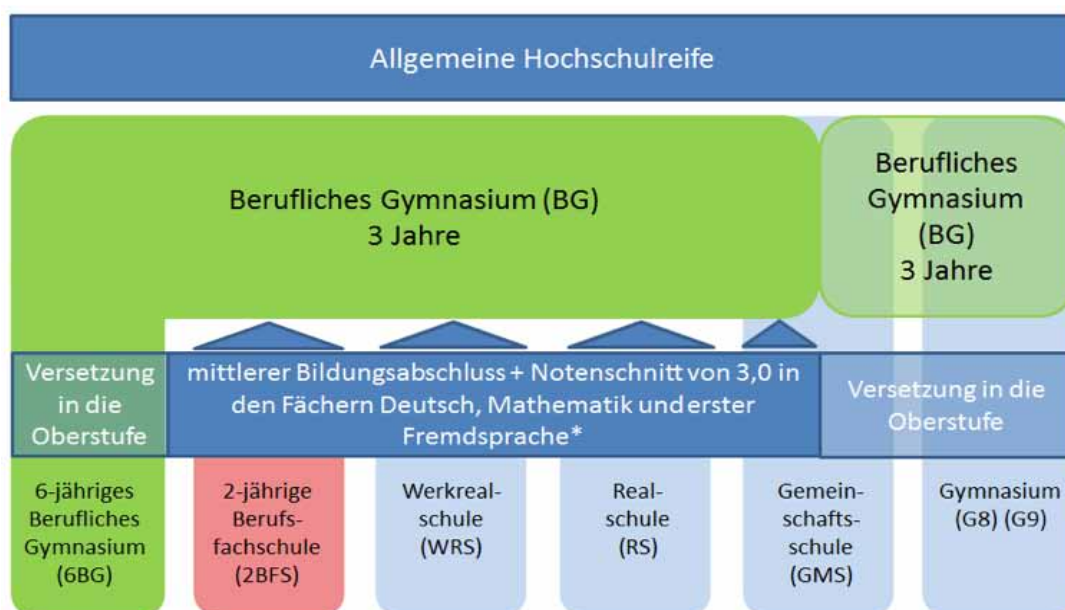 Allgemeine Hochschulreife
Berufliches Gymnasium (BG)
3 Jahre
Berufliches
Gymnasium
(BG)
3 Jahre
Versetzung
in die
Oberstufe
mittlerer Bildungsabschluss + Notenschnitt von 3,0 in
den Fächern Deutsch, Mathematik und erster
Fremdsprache*
Versetzung in die
Oberstufe
6-jähriges
Berufliches
Gymnasium
(6BG)
2-jährige
Berufs-
fachschule
(2BFS)
Werkreal-
schule
(WRS)
Real-
schule
(RS)
Gemein-
schafts-
schule
(GMS)
Gymnasium
(G8) (G9)